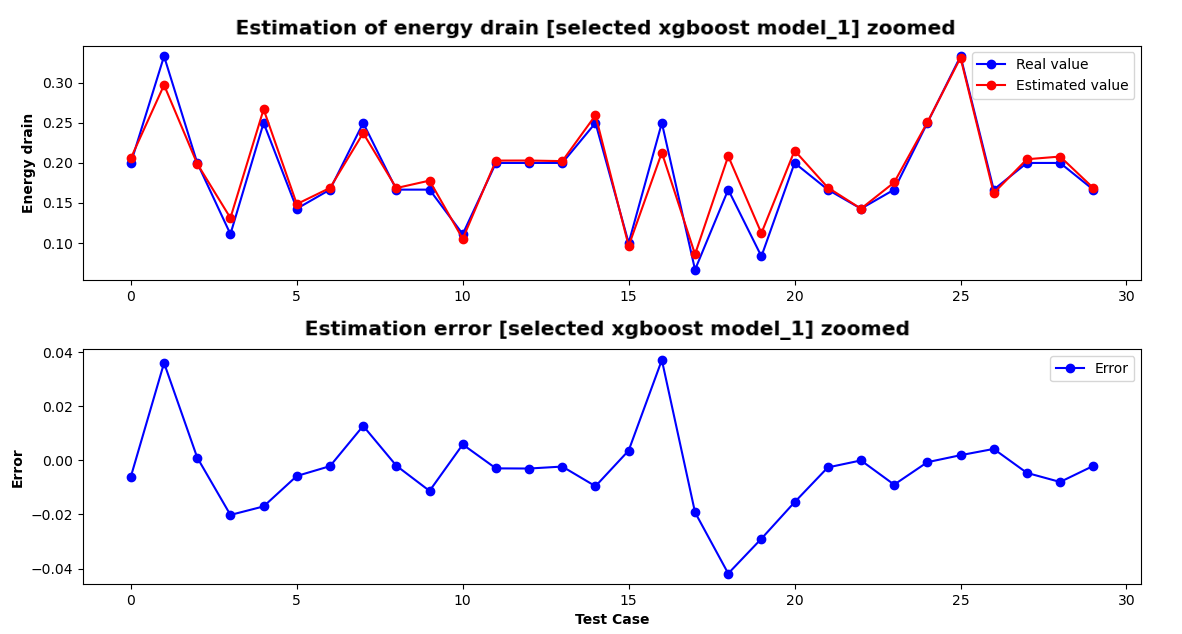 Estimation of energy drain [selected xgboost model_1] zoomed
Energy drain
0.30
0.25
0.20
0.15
0.10
Real value
Estimated value
0 5 10 15 20 25 30
Estimation error [selected xgboost model_1] zoomed
Error
0.04
0.02
0.00
−0.02
−0.04
Error
0 5 10 15 20 25 30
Test Case